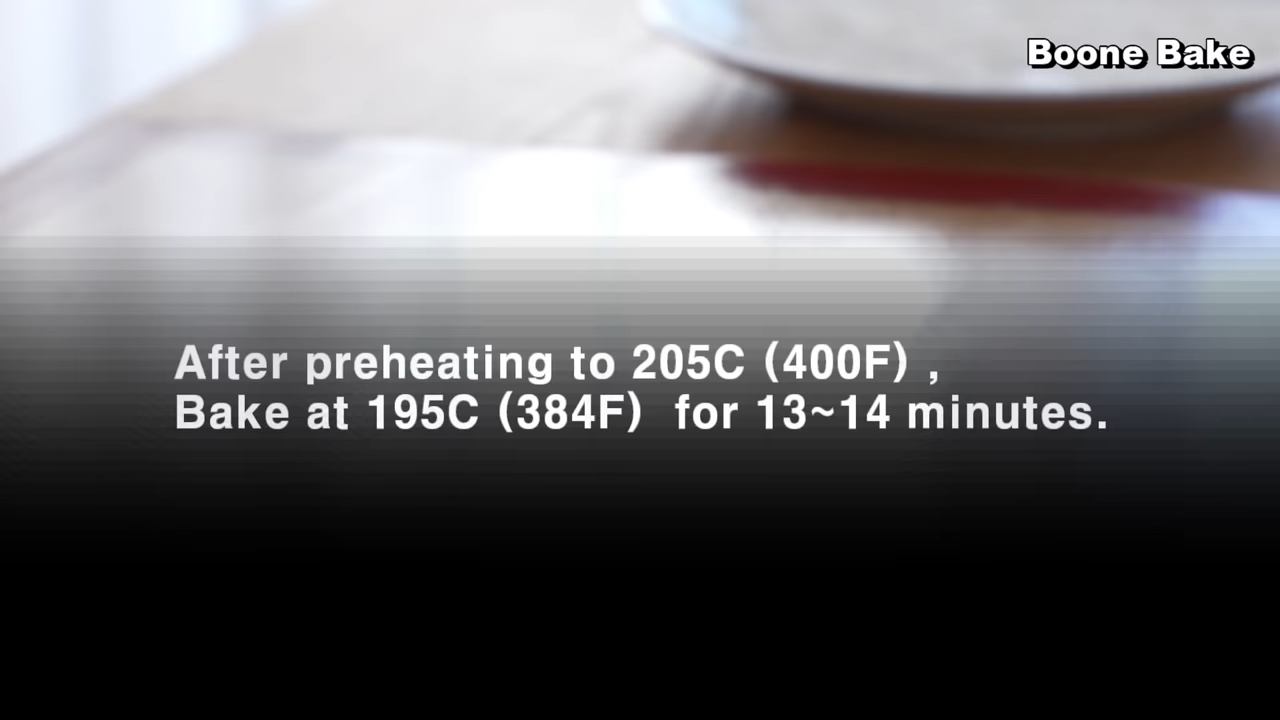 Boone Bake
After preheating to 205C (400F) ,
Bake at 195C (384F) for 13~14 minutes.